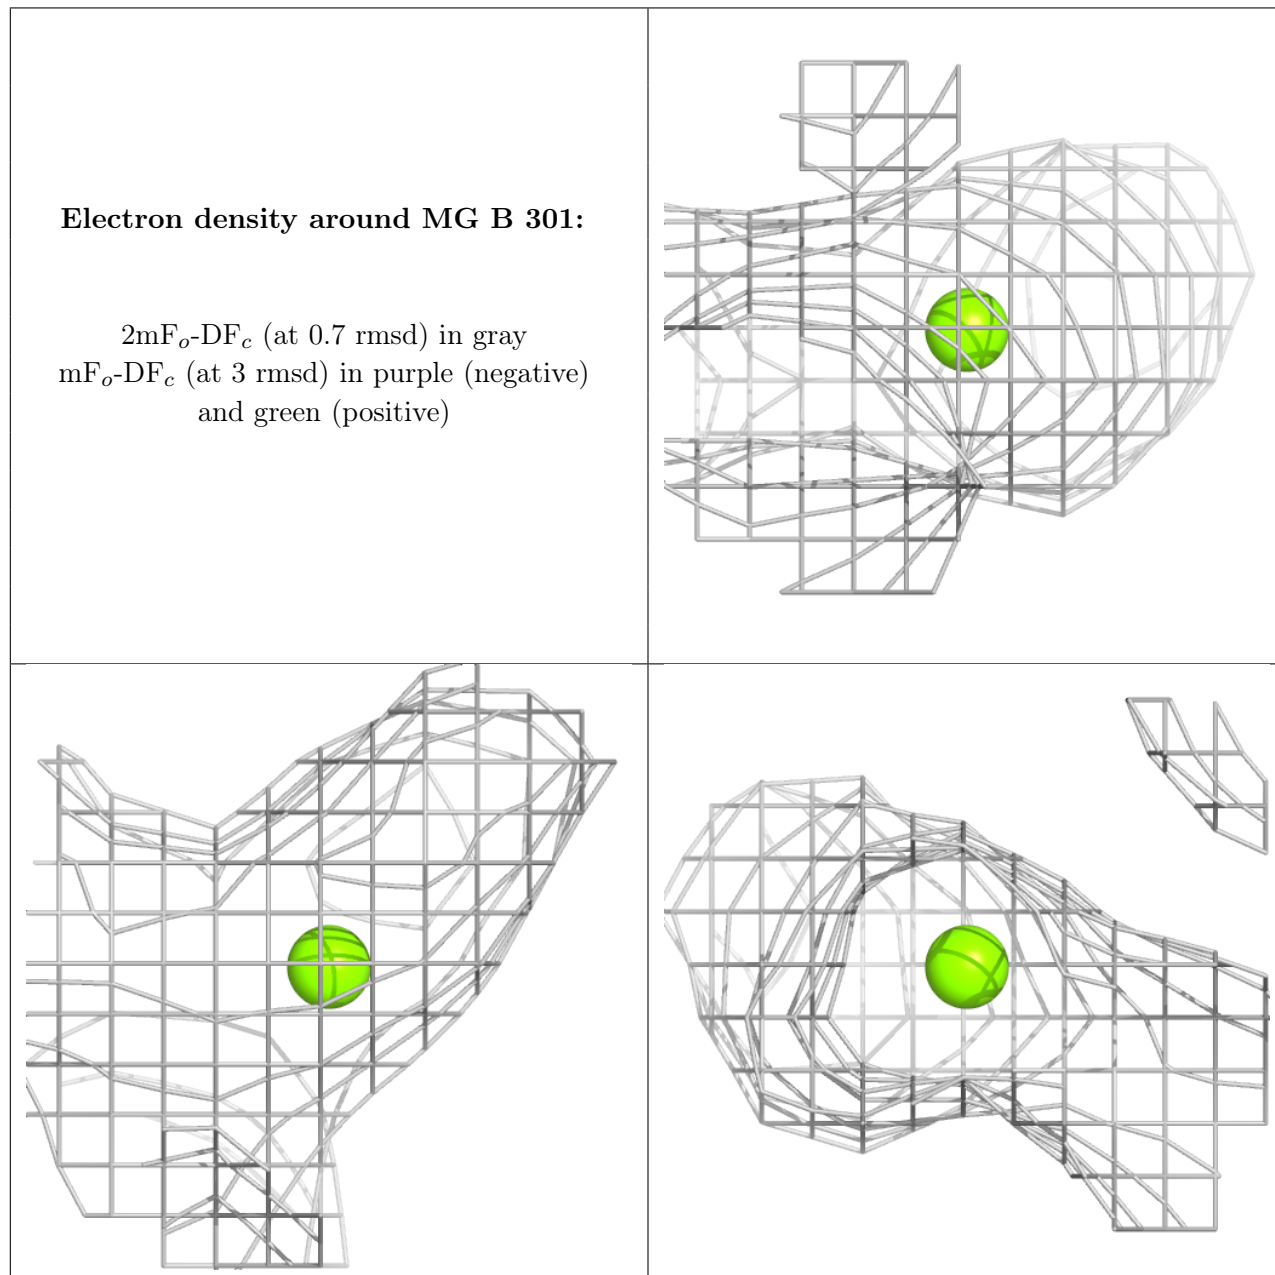 Electron density around MG B 301:
2mFₒ-DF𝒸 (at 0.7 rmsd) in gray
mFₒ-DF𝒸 (at 3 rmsd) in purple (negative)
and green (positive)